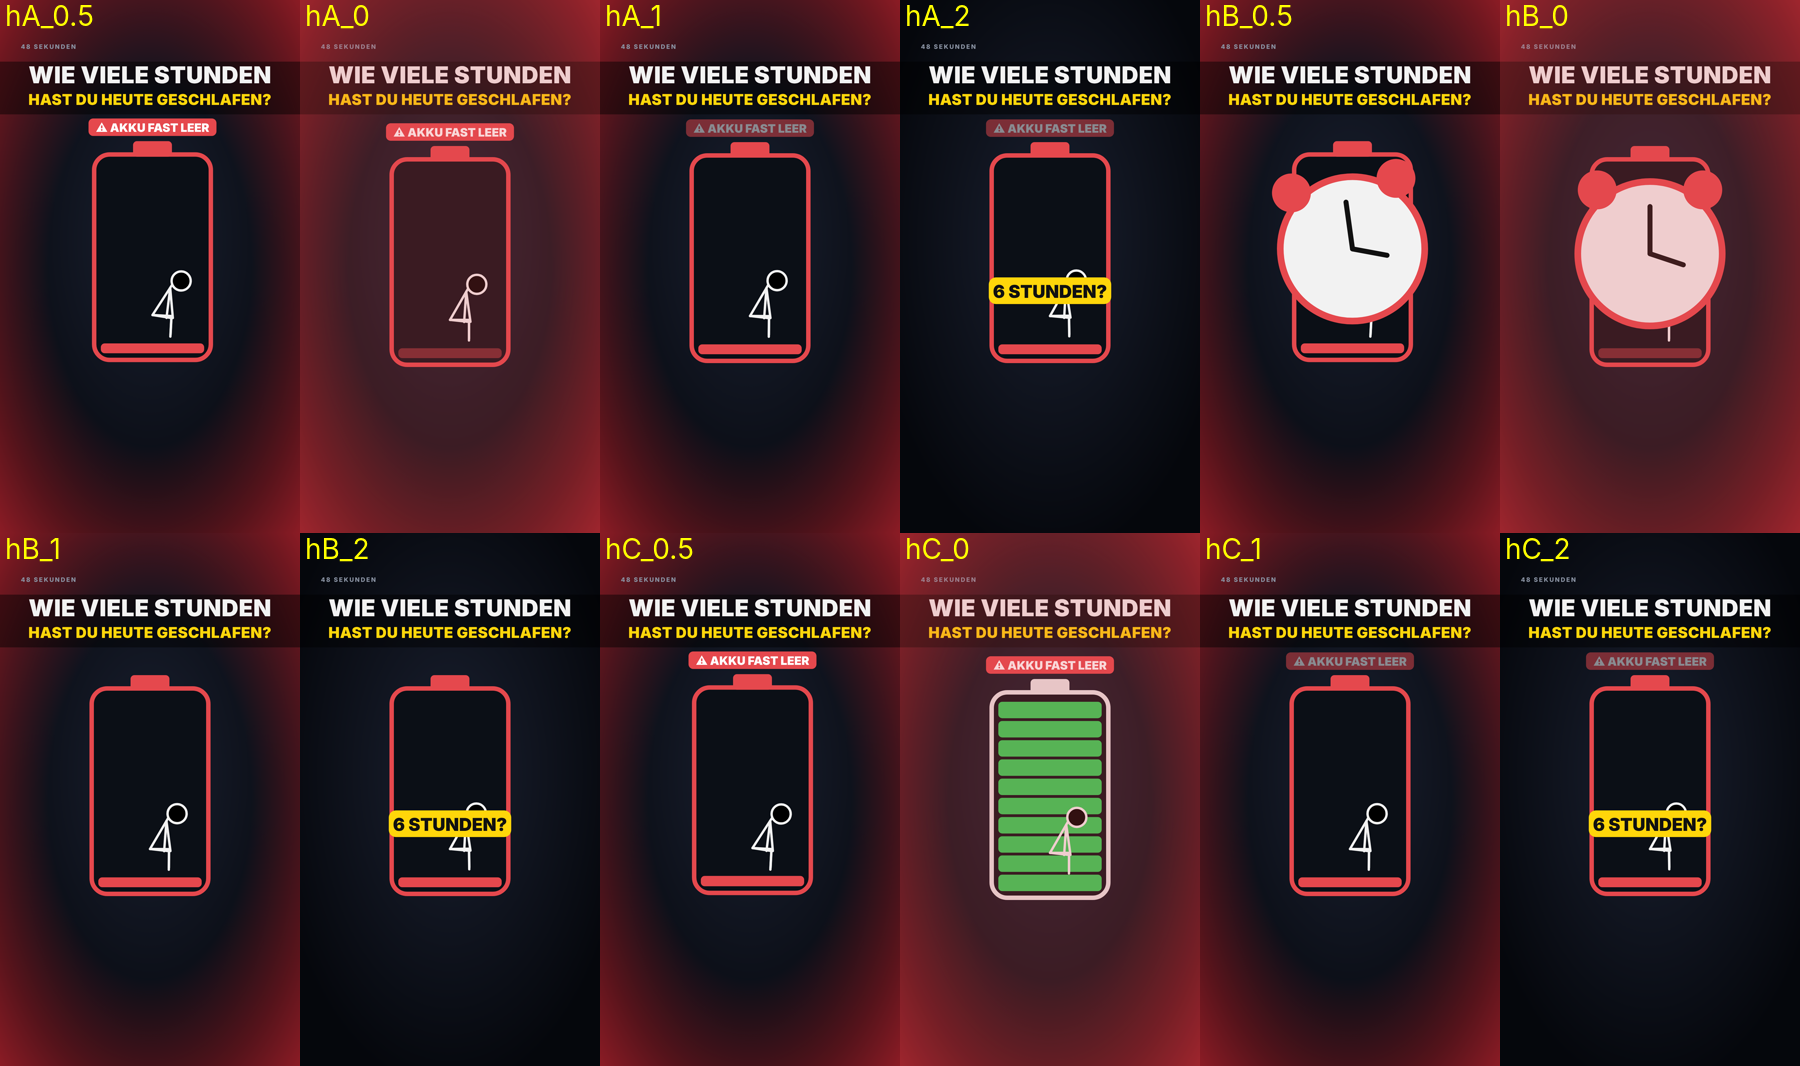 hA_0.5
48 SEKUNDEN
WIE VIELE STUNDEN
HAST DU HEUTE GESCHLAFEN?
⚠ AKKU FAST LEER
hA_0
48 SEKUNDEN
WIE VIELE STUNDEN
HAST DU HEUTE GESCHLAFEN?
⚠ AKKU FAST LEER
hA_1
48 SEKUNDEN
WIE VIELE STUNDEN
HAST DU HEUTE GESCHLAFEN?
⚠ AKKU FAST LEER
hA_2
48 SEKUNDEN
WIE VIELE STUNDEN
HAST DU HEUTE GESCHLAFEN?
⚠ AKKU FAST LEER
6 STUNDEN?
hB_0.5
48 SEKUNDEN
WIE VIELE STUNDEN
HAST DU HEUTE GESCHLAFEN?
hB_0
48 SEKUNDEN
WIE VIELE STUNDEN
HAST DU HEUTE GESCHLAFEN?
hB_1
48 SEKUNDEN
WIE VIELE STUNDEN
HAST DU HEUTE GESCHLAFEN?
hB_2
48 SEKUNDEN
WIE VIELE STUNDEN
HAST DU HEUTE GESCHLAFEN?
6 STUNDEN?
hC_0.5
48 SEKUNDEN
WIE VIELE STUNDEN
HAST DU HEUTE GESCHLAFEN?
⚠ AKKU FAST LEER
hC_0
48 SEKUNDEN
WIE VIELE STUNDEN
HAST DU HEUTE GESCHLAFEN?
⚠ AKKU FAST LEER
hC_1
48 SEKUNDEN
WIE VIELE STUNDEN
HAST DU HEUTE GESCHLAFEN?
⚠ AKKU FAST LEER
hC_2
48 SEKUNDEN
WIE VIELE STUNDEN
HAST DU HEUTE GESCHLAFEN?
⚠ AKKU FAST LEER
6 STUNDEN?